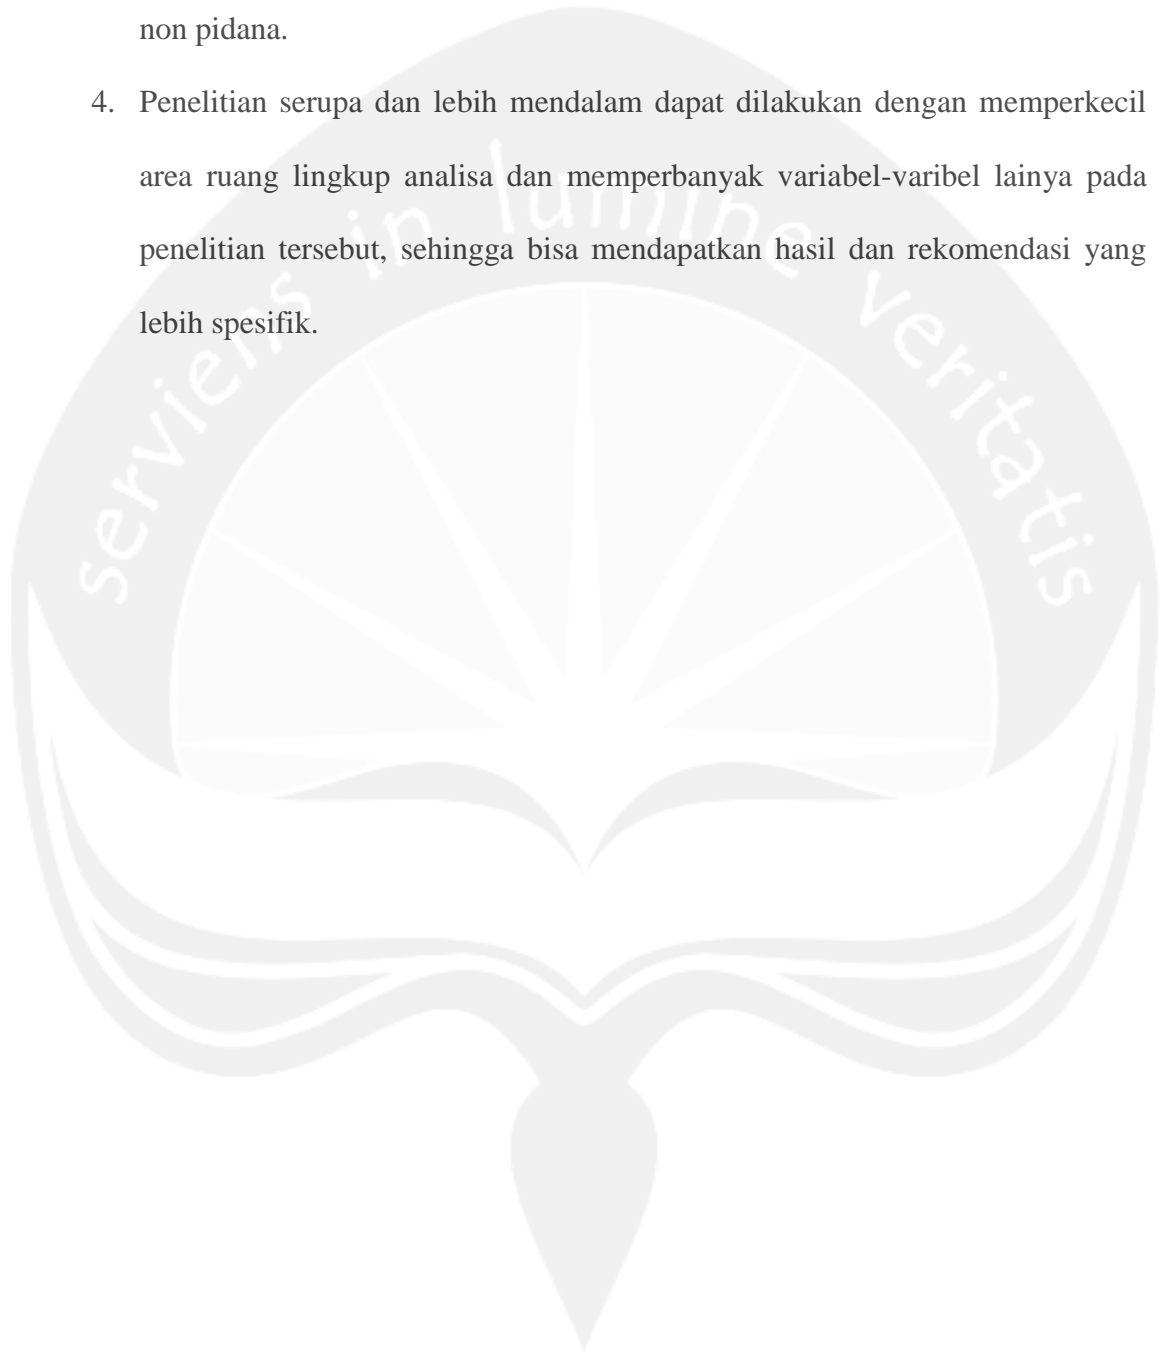 non pidana.
4. Penelitian serupa dan lebih mendalam dapat dilakukan dengan memperkecil
area ruang lingkup analisa dan memperbanyak variabel-varibel lainya pada
penelitian tersebut, sehingga bisa mendapatkan hasil dan rekomendasi yang
lebih spesifik.
serviens in lumine veritatis